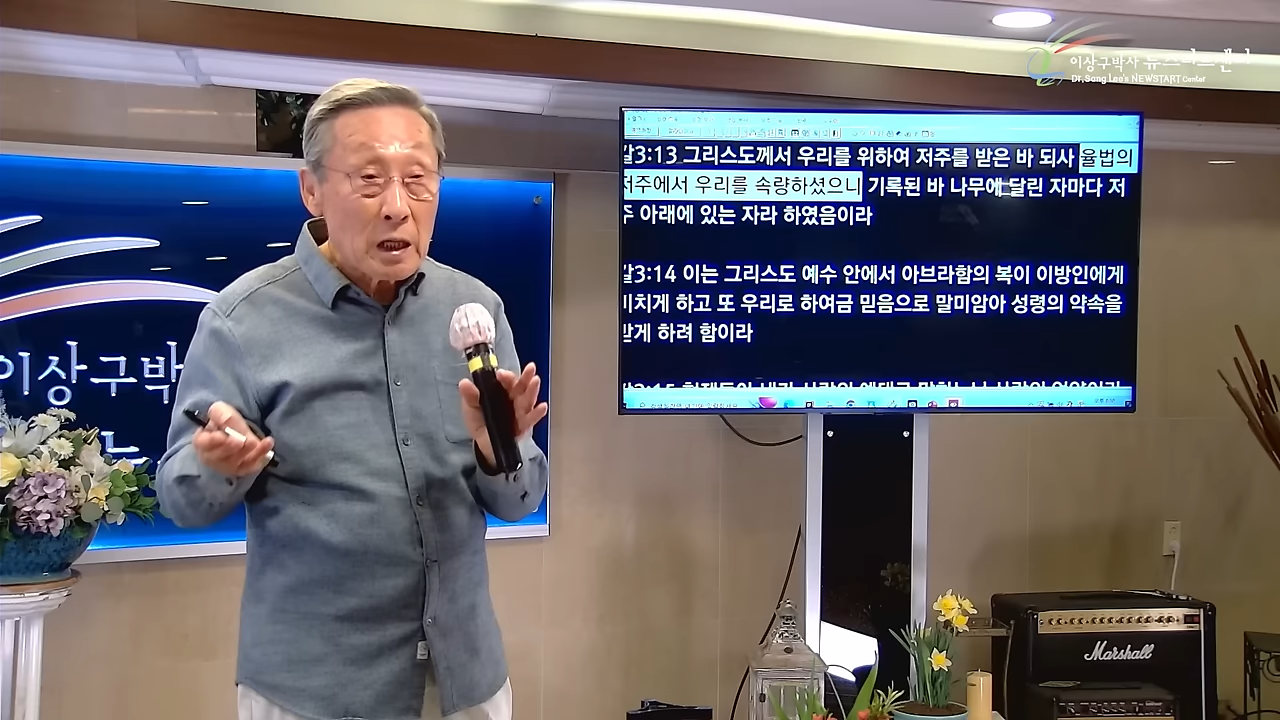 이상구박사 뉴스타트센터
Dr. Sang Lee's NEWSTART Center
갈3:13 그리스도께서 우리를 위하여 저주를 받은 바 되사 율법의
저주에서 우리를 속량하셨으니 기록된 바 나무에 달린 자마다 저
주 아래에 있는 자라 하였음이라
갈3:14 이는 그리스도 예수 안에서 아브라함의 복이 이방인에게
미치게 하고 또 우리로 하여금 믿음으로 말미암아 성령의 약속을
받게 하려 함이라
이상구박
Marshall